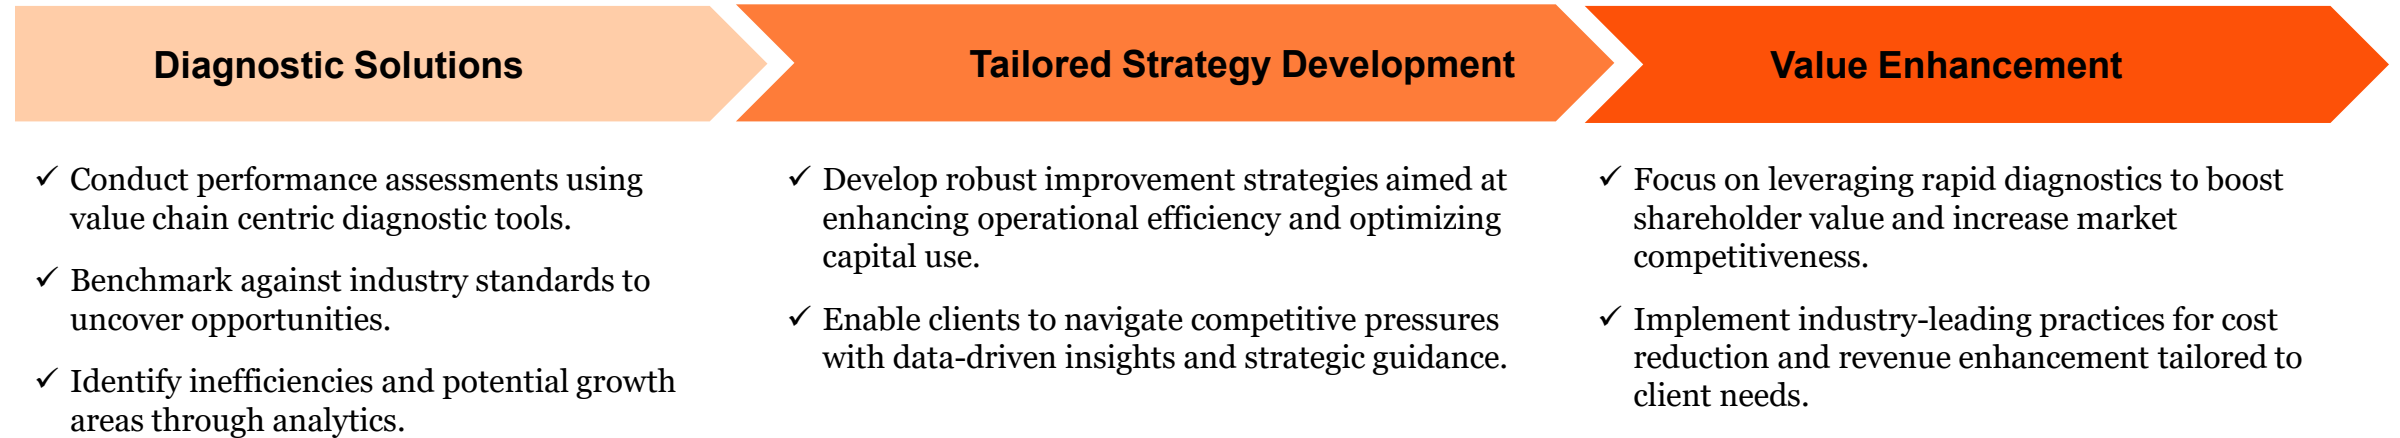 Diagnostic Solutions
✓ Conduct performance assessments using
value chain centric diagnostic tools.
✓ Benchmark against industry standards to
uncover opportunities.
✓ Identify inefficiencies and potential growth
areas through analytics.
Tailored Strategy Development
✓ Develop robust improvement strategies aimed at
enhancing operational efficiency and optimizing
capital use.
✓ Enable clients to navigate competitive pressures
with data-driven insights and strategic guidance.
Value Enhancement
✓ Focus on leveraging rapid diagnostics to boost
shareholder value and increase market
competitiveness.
✓ Implement industry-leading practices for cost
reduction and revenue enhancement tailored to
client needs.